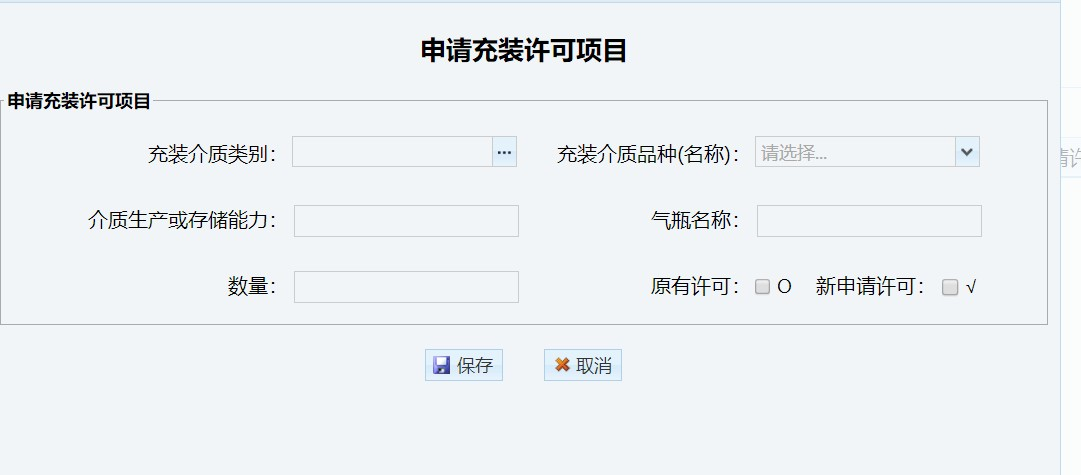 申请充装许可项目
申请充装许可项目
充装介质类别： ... 充装介质品种(名称)： 请选择...
介质生产或存储能力： 气瓶名称：
数量： 原有许可： O 新申请许可： √
保存 取消